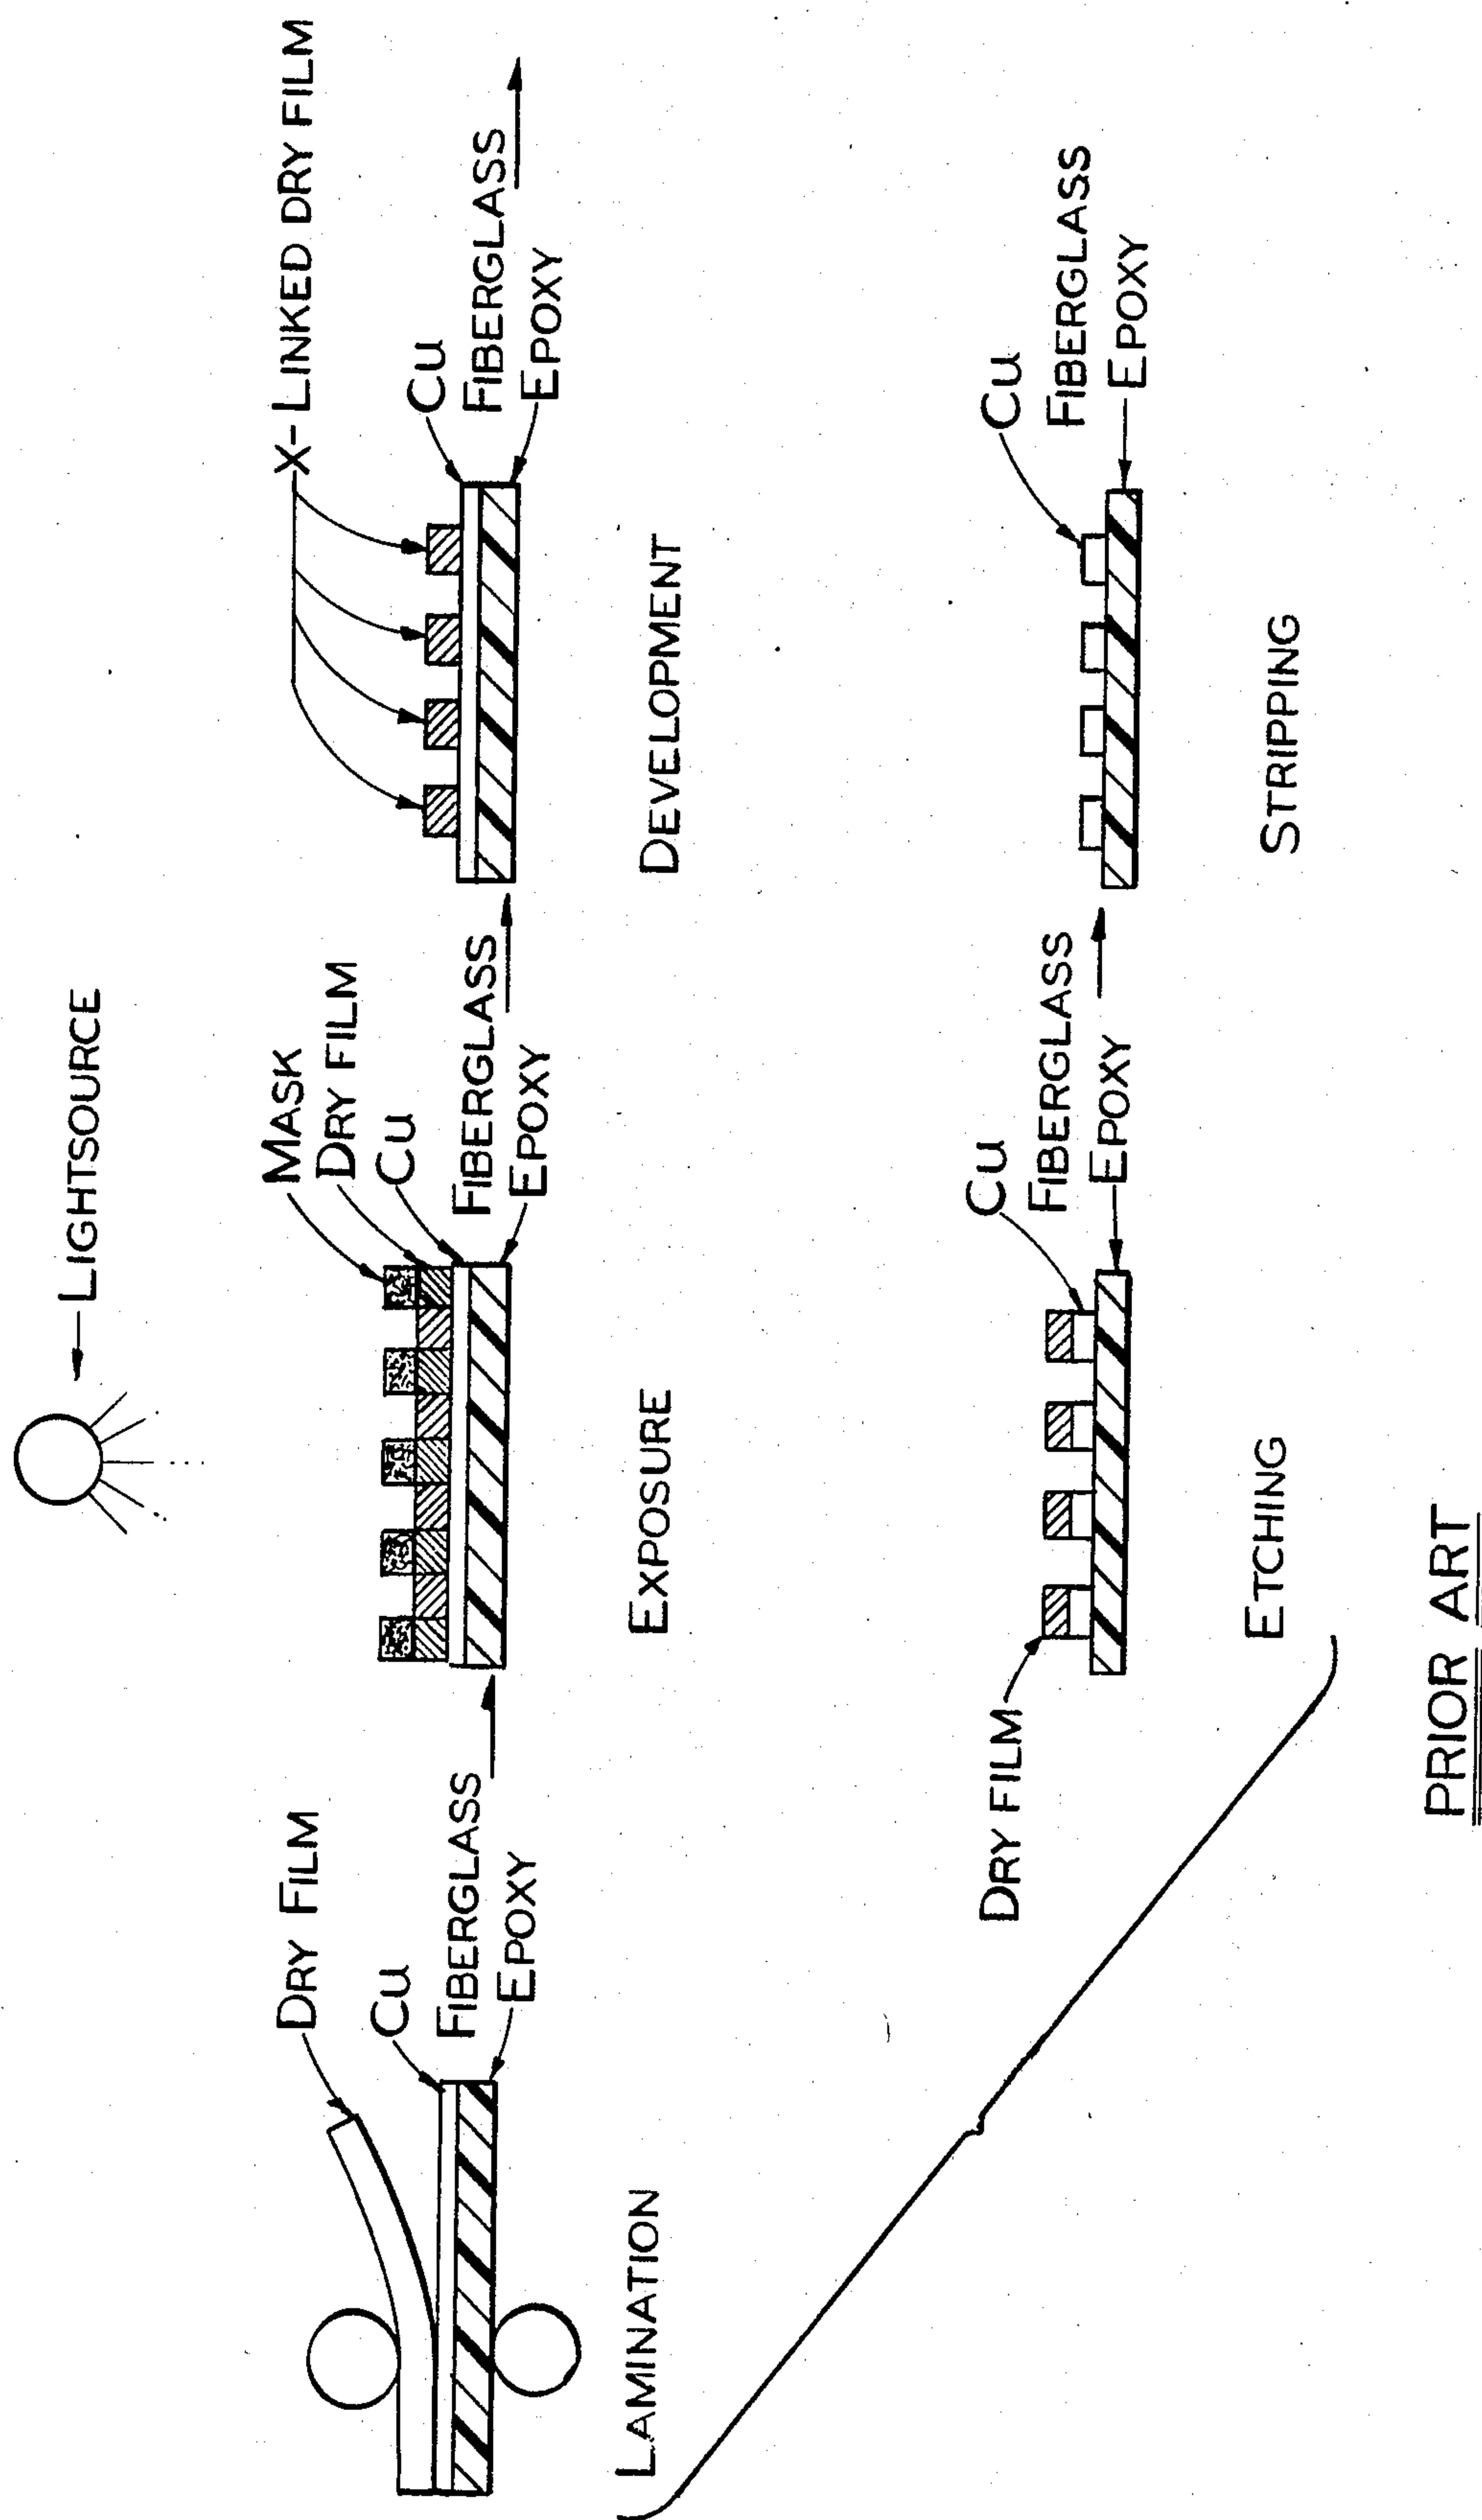 LIGHTSOURCE
DRY FILM
Cu
FIBERGLASS
EPOXY
LAMINATION
MASK
DRY FILM
Cu
FIBERGLASS
EPOXY
EXPOSURE
X-LINKED DRY FILM
Cu
FIBERGLASS
EPOXY
DEVELOPMENT
DRY FILM
Cu
FIBERGLASS
EPOXY
ETCHING
Cu
FIBERGLASS
EPOXY
STRIPPING
PRIOR ART